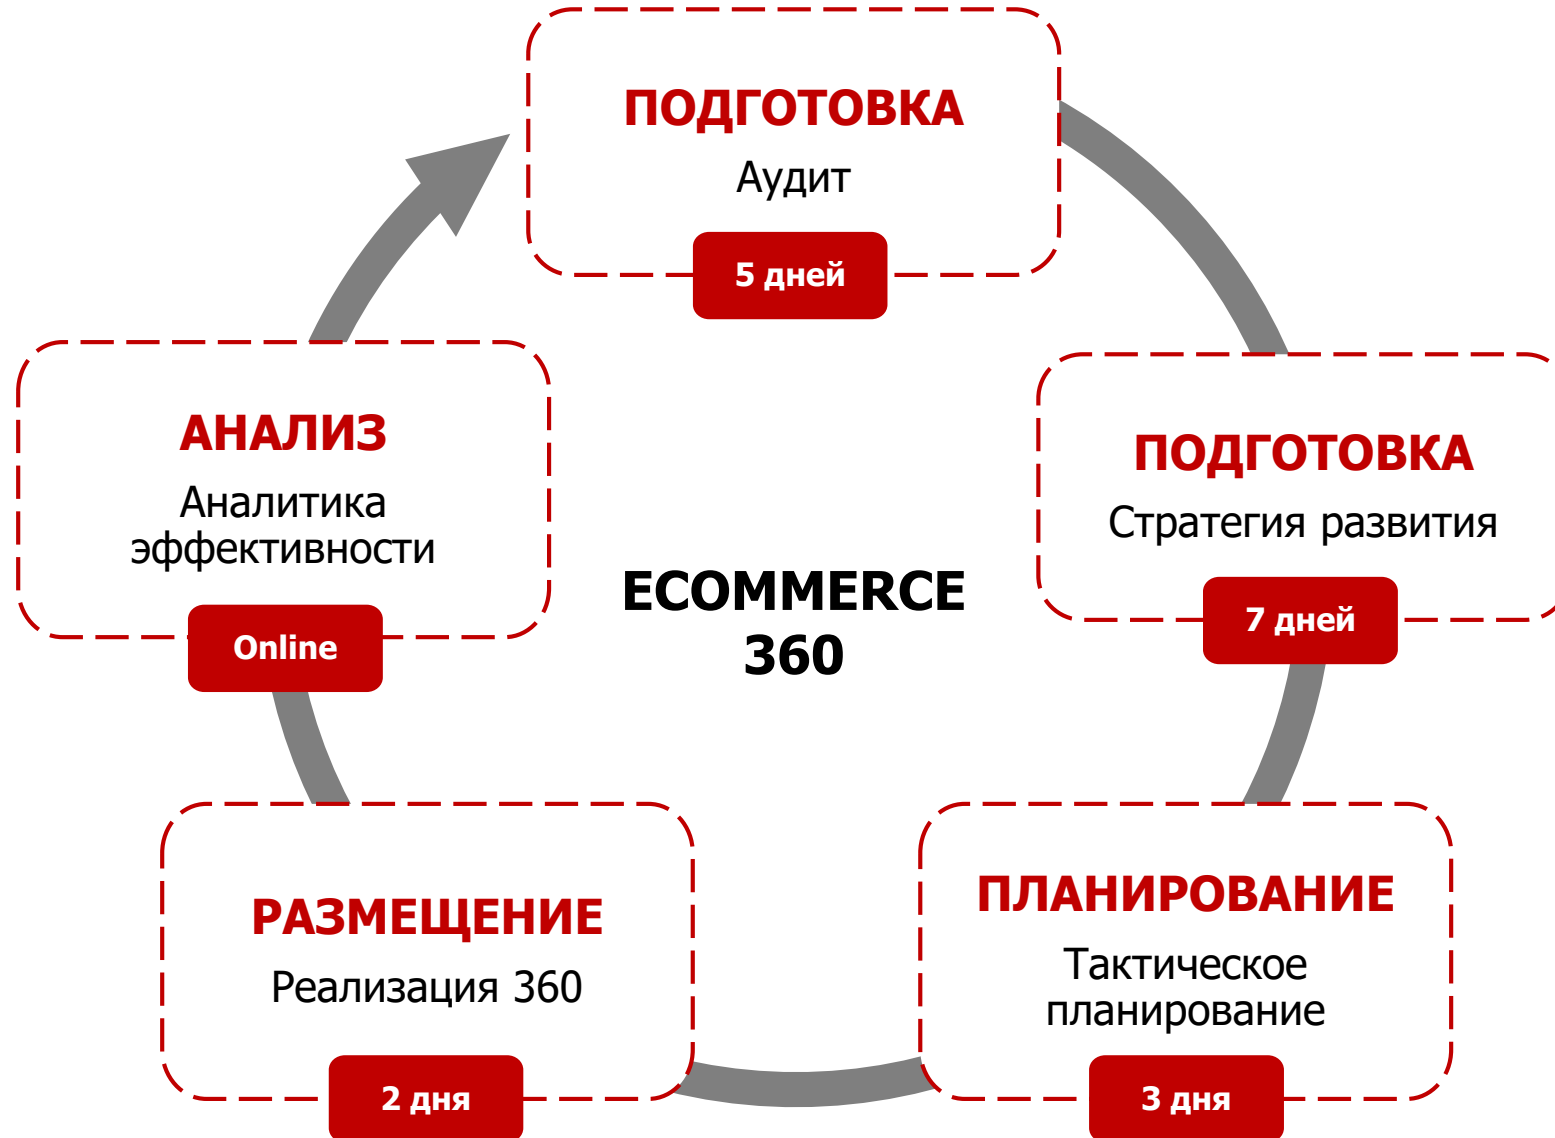 ПОДГОТОВКА
Аудит
5 дней
ПОДГОТОВКА
Стратегия развития
7 дней
ПЛАНИРОВАНИЕ
Тактическое
планирование
3 дня
РАЗМЕЩЕНИЕ
Реализация 360
2 дня
АНАЛИЗ
Аналитика
эффективности
Online
ECOMMERCE
360